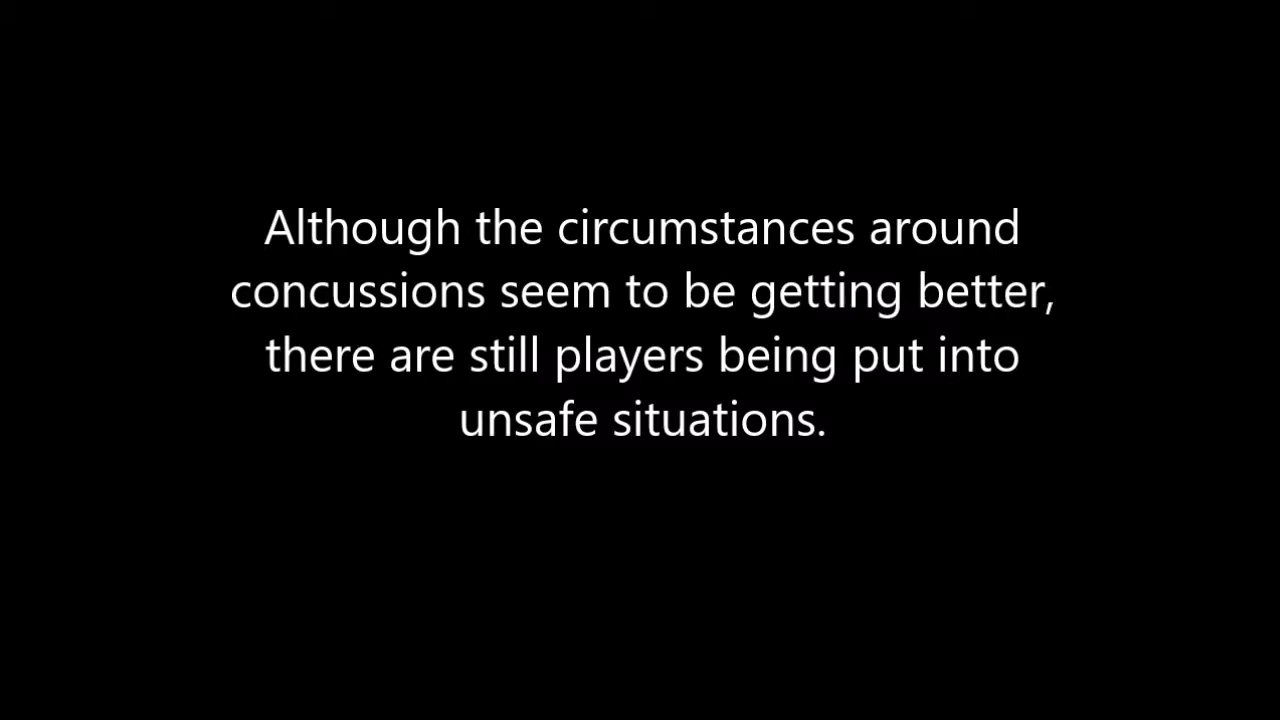 Although the circumstances around
concussions seem to be getting better,
there are still players being put into
unsafe situations.